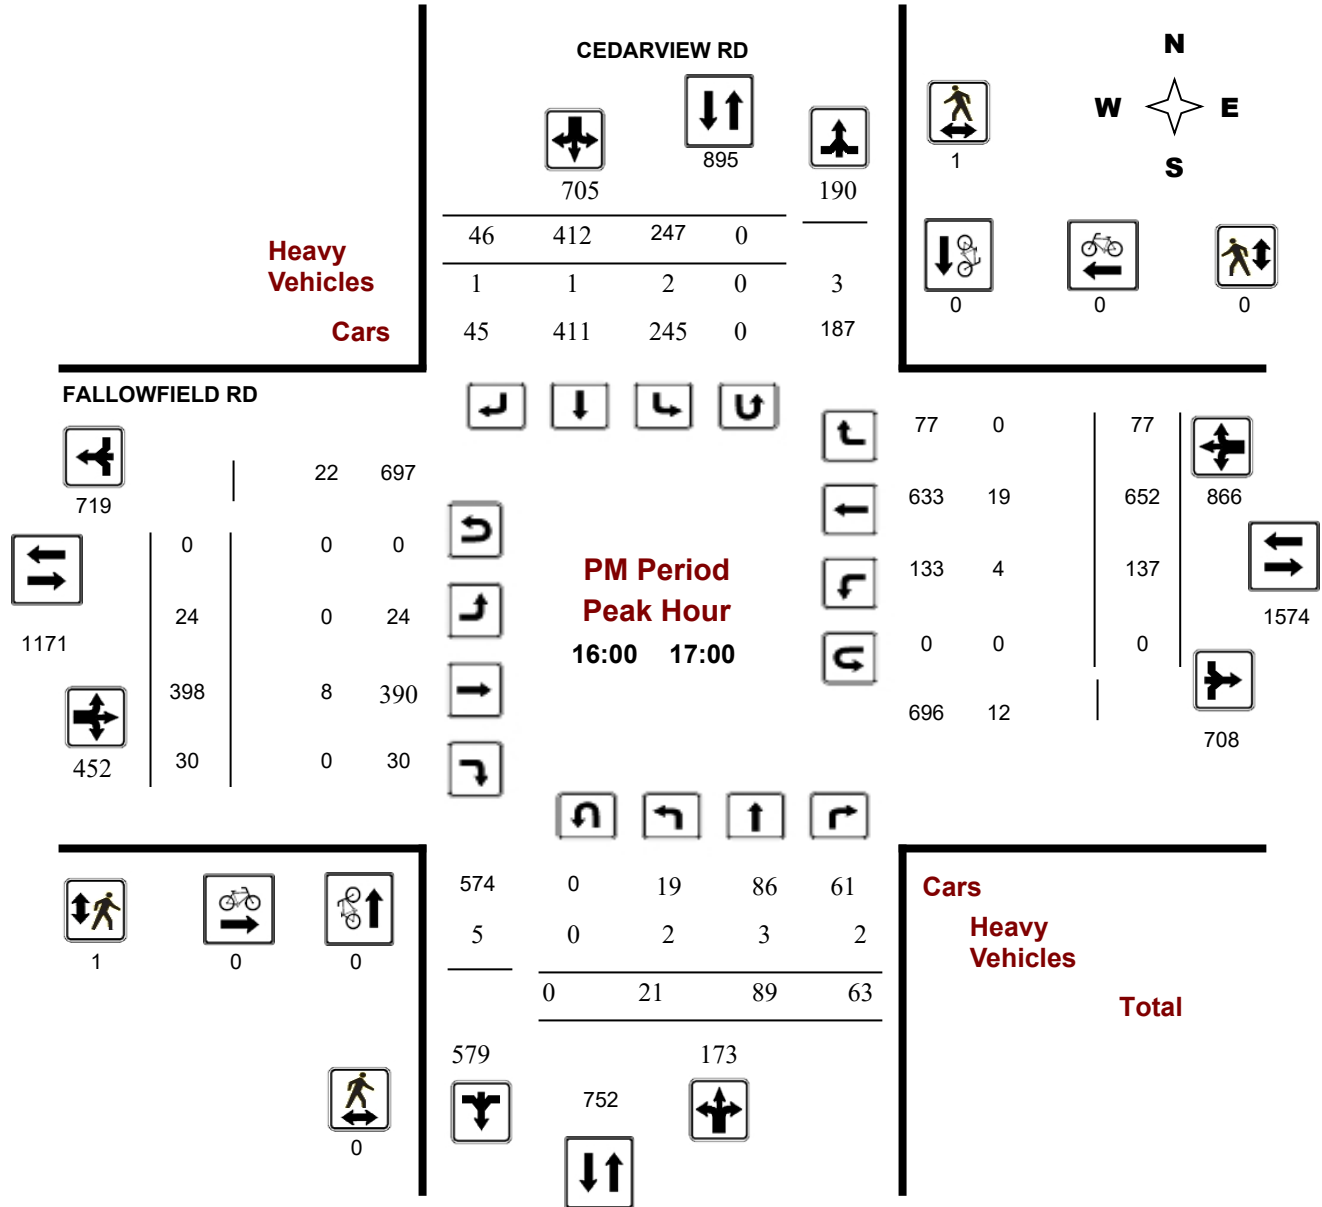 CEDARVIEW RD
N
W E
S
895
1
705 190
46 412 247 0
Heavy
Vehicles
1 1 2 0 3
0 0 0
Cars
45 411 245 0 187
FALLOWFIELD RD
77 0 77
22 697
719
633 19 652 866
0 0 0
PM Period
133 4 137
Peak Hour
24 0 24
1574
1171
16:00 17:00
0 0 0
398 8 390
696 12
708
452 30 0 30
574 0 19 86 61
Cars
5 0 2 3 2
Heavy
Vehicles
1 0 0
0 21 89 63
Total
579 173
752
0